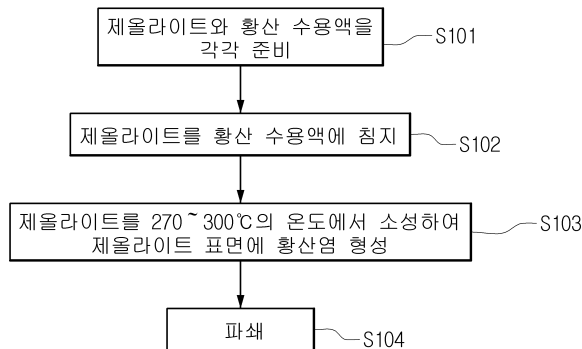 제올라이트와 황산 수용액을
각각 준비
S101
제올라이트를 황산 수용액에 침지
S102
제올라이트를 270~300℃의 온도에서 소성하여
제올라이트 표면에 황산염 형성
S103
파쇄
S104